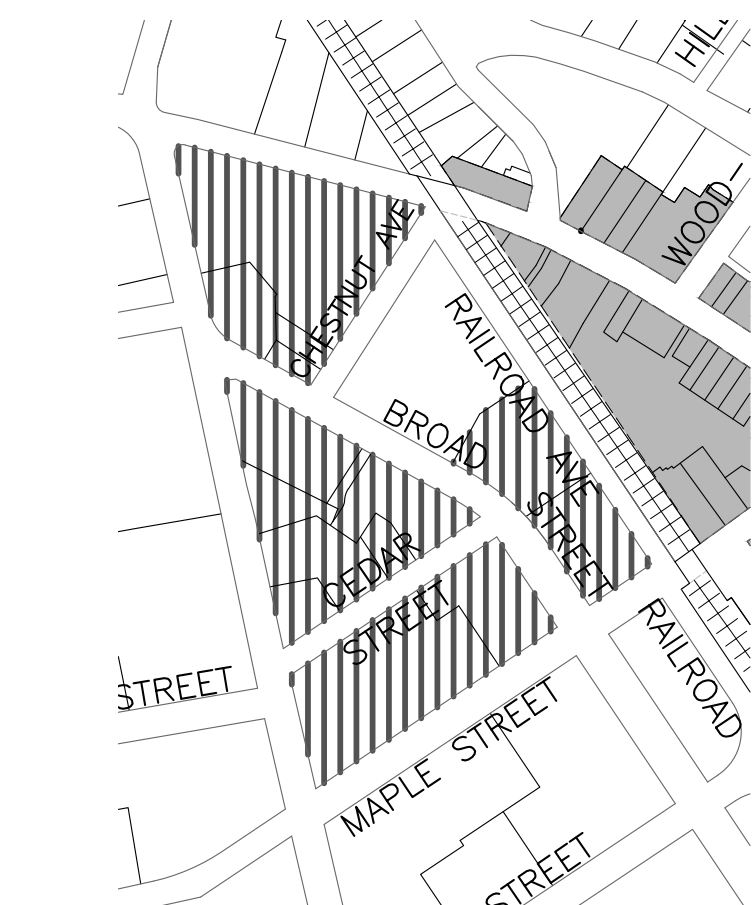 HILL
WOOD-
CHESTNUT AVE
RAILROAD AVE
BROAD STREET
CEDAR STREET
STREET
RAILROAD
MAPLE STREET
STREET